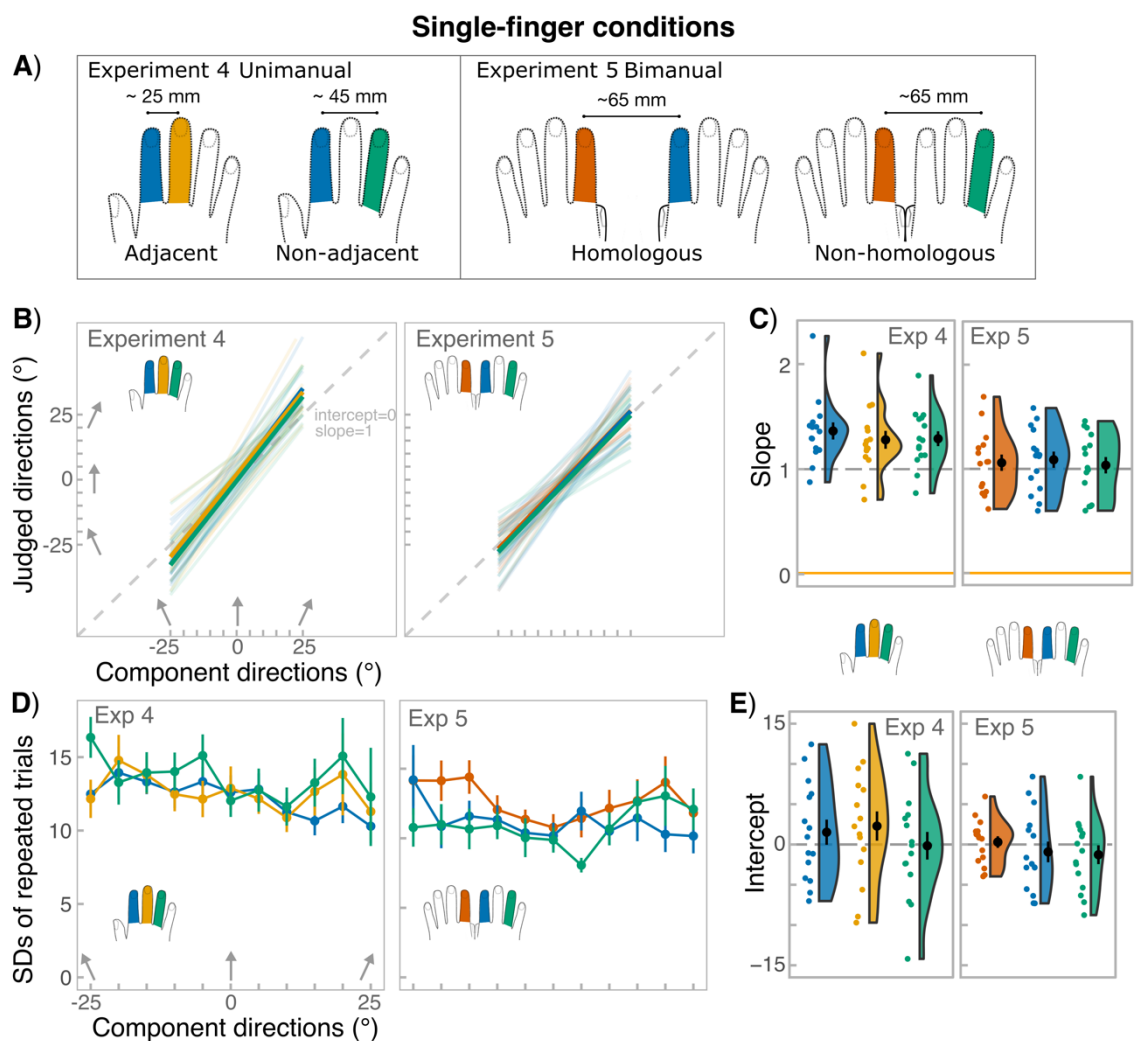 Single-finger conditions
A)
Experiment 4 Unimanual
~ 25 mm
~ 45 mm
Adjacent
Non-adjacent
Experiment 5 Bimanual
~65 mm
~65 mm
Homologous
Non-homologous
B)
Experiment 4
Experiment 5
intercept=0
slope=1
Judged directions (°)
25
0
-25
-25
0
25
Component directions (°)
C)
Exp 4
Exp 5
Slope
2
1
0
D)
Exp 4
Exp 5
SDs of repeated trials
15
10
5
0
-25
0
25
Component directions (°)
E)
Exp 4
Exp 5
Intercept
15
0
−15